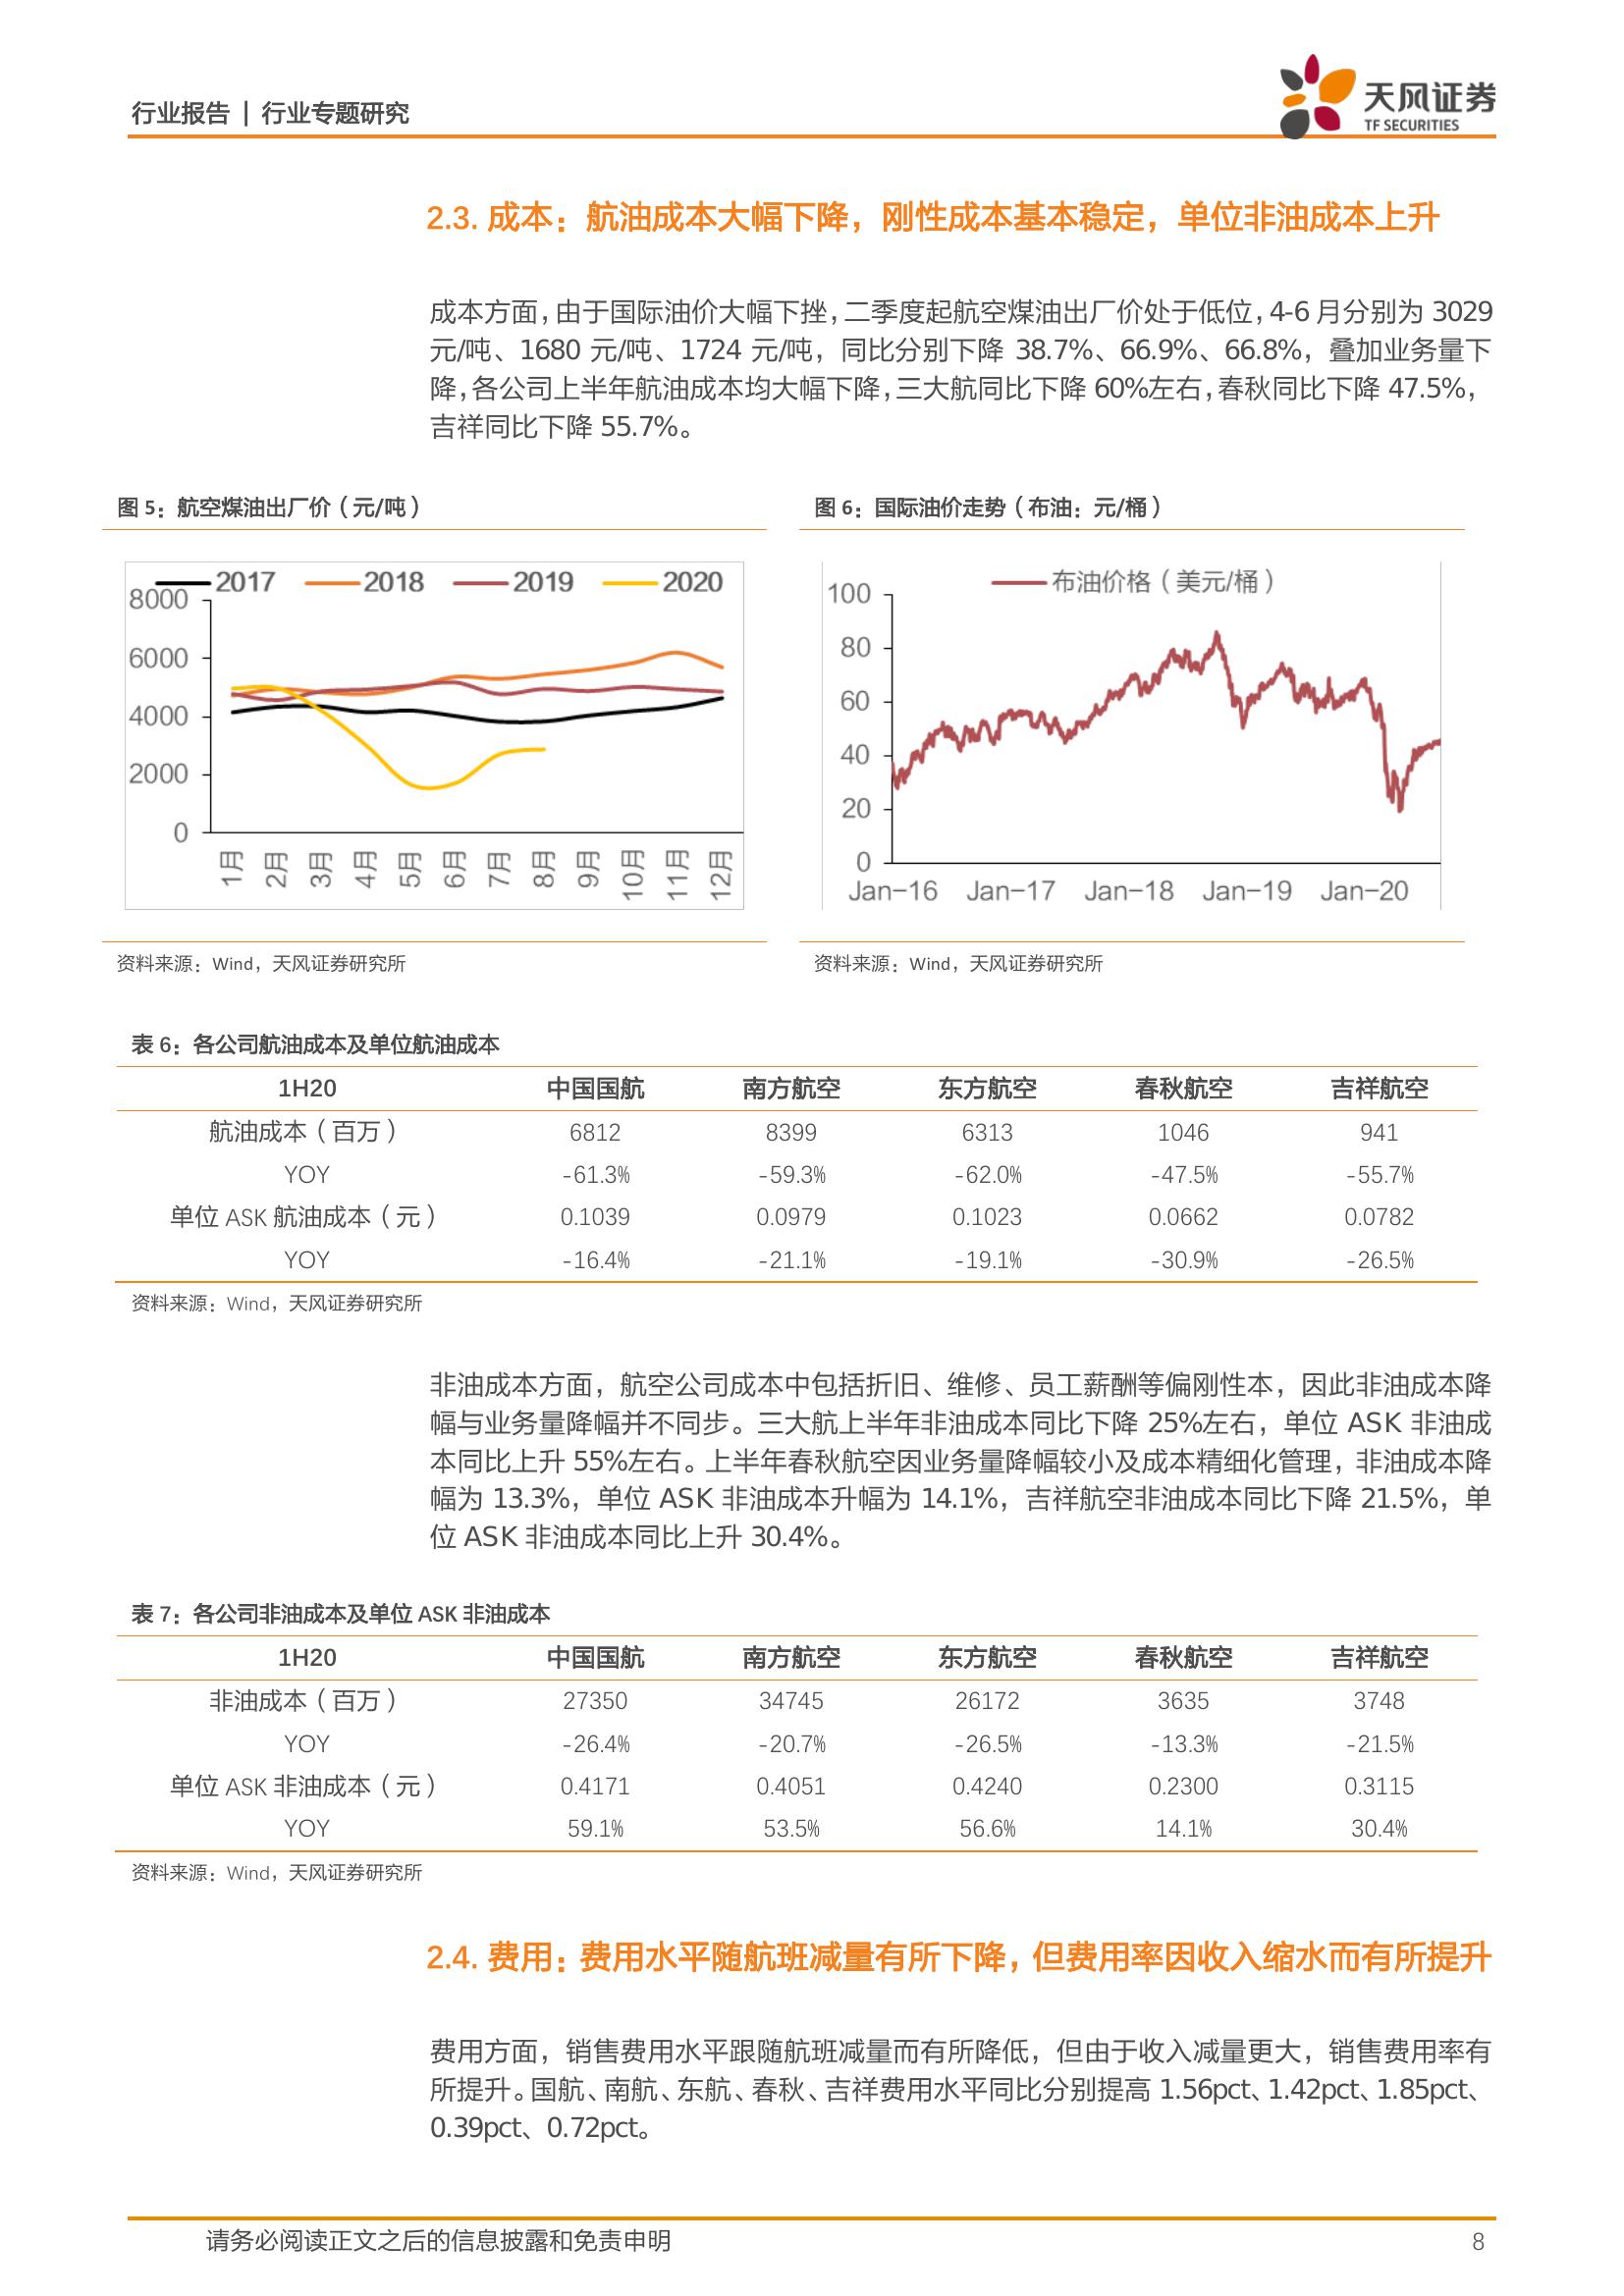 行业报告 | 行业专题研究
天风证券
TF SECURITIES
2.3. 成本：航油成本大幅下降，刚性成本基本稳定，单位非油成本上升
成本方面，由于国际油价大幅下挫，二季度起航空煤油出厂价处于低位，4-6 月分别为 3029
元/吨、1680 元/吨、1724 元/吨，同比分别下降 38.7%、66.9%、66.8%，叠加业务量下
降，各公司上半年航油成本均大幅下降，三大航同比下降 60%左右，春秋同比下降 47.5%，
吉祥同比下降 55.7%。
图 5：航空煤油出厂价（元/吨）
2017 2018 2019 2020
8000
6000
4000
2000
0
1月 2月 3月 4月 5月 6月 7月 8月 9月 10月 11月 12月
资料来源：Wind，天风证券研究所
图 6：国际油价走势（布油：元/桶）
布油价格（美元/桶）
100
80
60
40
20
0
Jan-16 Jan-17 Jan-18 Jan-19 Jan-20
资料来源：Wind，天风证券研究所
表 6：各公司航油成本及单位航油成本
1H20 中国国航 南方航空 东方航空 春秋航空 吉祥航空
航油成本（百万） 6812 8399 6313 1046 941
YOY -61.3% -59.3% -62.0% -47.5% -55.7%
单位 ASK 航油成本（元） 0.1039 0.0979 0.1023 0.0662 0.0782
YOY -16.4% -21.1% -19.1% -30.9% -26.5%
资料来源：Wind，天风证券研究所
非油成本方面，航空公司成本中包括折旧、维修、员工薪酬等偏刚性本，因此非油成本降
幅与业务量降幅并不同步。三大航上半年非油成本同比下降 25%左右，单位 ASK 非油成
本同比上升 55%左右。上半年春秋航空因业务量降幅较小及成本精细化管理，非油成本降
幅为 13.3%，单位 ASK 非油成本升幅为 14.1%，吉祥航空非油成本同比下降 21.5%，单
位 ASK 非油成本同比上升 30.4%。
表 7：各公司非油成本及单位 ASK 非油成本
1H20 中国国航 南方航空 东方航空 春秋航空 吉祥航空
非油成本（百万） 27350 34745 26172 3635 3748
YOY -26.4% -20.7% -26.5% -13.3% -21.5%
单位 ASK 非油成本（元） 0.4171 0.4051 0.4240 0.2300 0.3115
YOY 59.1% 53.5% 56.6% 14.1% 30.4%
资料来源：Wind，天风证券研究所
2.4. 费用：费用水平随航班减量有所下降，但费用率因收入缩水而有所提升
费用方面，销售费用水平跟随航班减量而有所降低，但由于收入减量更大，销售费用率有
所提升。国航、南航、东航、春秋、吉祥费用水平同比分别提高 1.56pct、1.42pct、1.85pct、
0.39pct、0.72pct。
请务必阅读正文之后的信息披露和免责申明
8